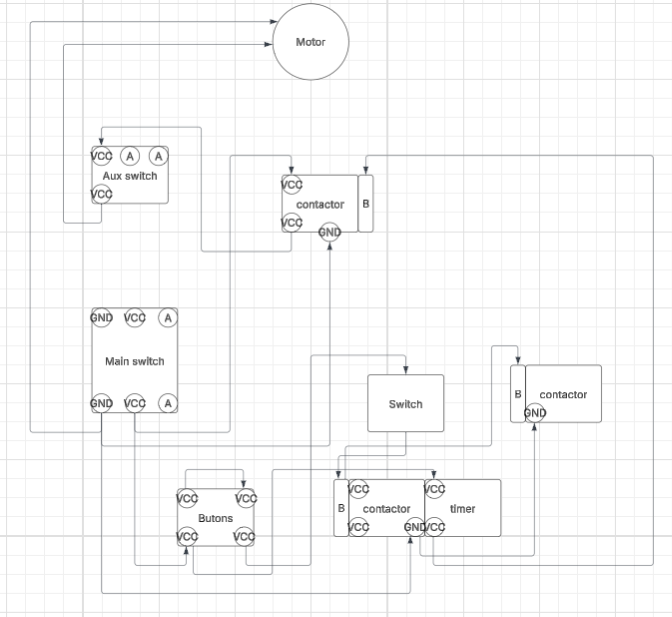 Motor
VCC A A
Aux switch
VCC
VCC
contactor B
VCC
GND
GND VCC A
Main switch
GND VCC A
Switch
B contactor
GND
VCC VCC
Butons
VCC VCC
VCC VCC
B contactor timer
VCC GND VCC